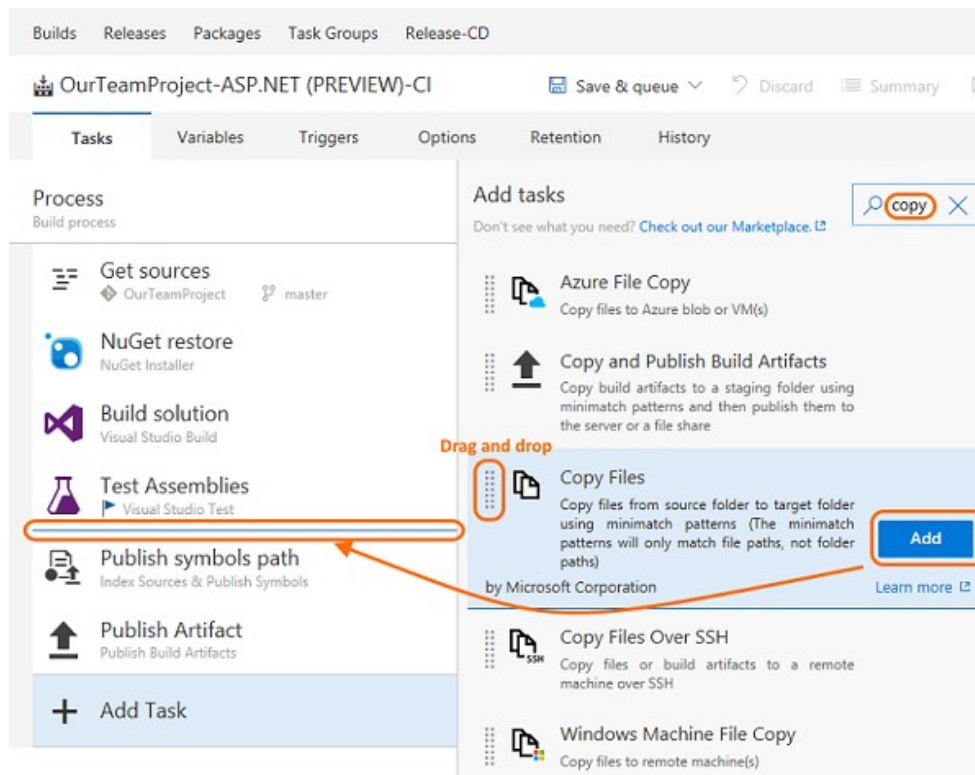 Builds Releases Packages Task Groups Release-CD
OurTeamProject-ASP.NET (PREVIEW)-CI Save & queue Discard Summary
Tasks Variables Triggers Options Retention History
Process
Build process
Get sources
OurTeamProject master
NuGet restore
NuGet Installer
Build solution
Visual Studio Build
Test Assemblies
Visual Studio Test
Publish symbols path
Index Sources & Publish Symbols
Publish Artifact
Publish Build Artifacts
Add Task
Add tasks
copy
Don't see what you need? Check out our Marketplace.
Azure File Copy
Copy files to Azure blob or VM(s)
Copy and Publish Build Artifacts
Copy build artifacts to a staging folder using
minimatch patterns and then publish them to
the server or a file share
Drag and drop
Copy Files
Copy files from source folder to target folder
using minimatch patterns (The minimatch
patterns will only match file paths, not folder
paths)
Add
by Microsoft Corporation Learn more
Copy Files Over SSH
SSH
Copy files or build artifacts to a remote
machine over SSH
Windows Machine File Copy
Copy files to remote machine(s)